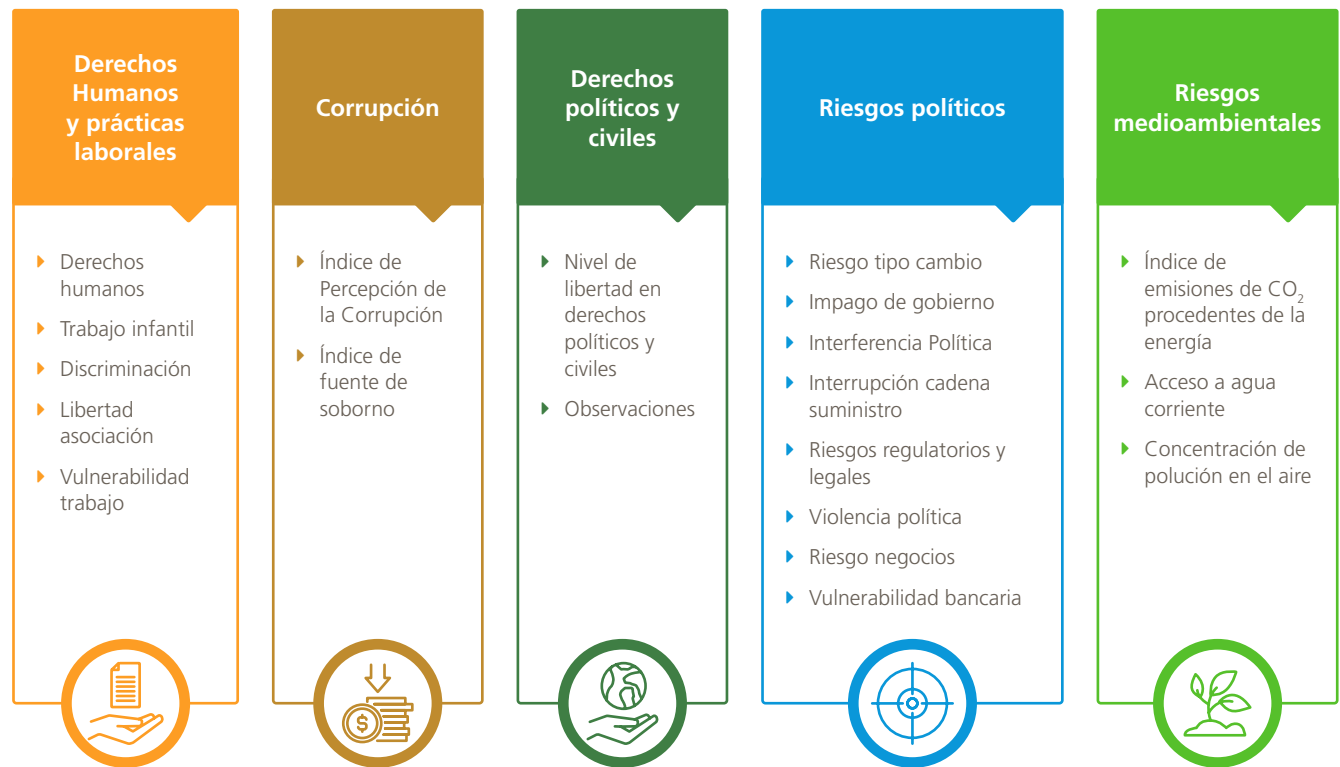 Derechos
Humanos
y prácticas
laborales
Derechos
humanos
Trabajo infantil
Discriminación
Libertad
asociación
Vulnerabilidad
trabajo
Corrupción
Índice de
Percepción de
la Corrupción
Índice de
fuente de
soborno
Derechos
políticos y
civiles
Nivel de
libertad en
derechos
políticos y
civiles
Observaciones
Riesgos políticos
Riesgo tipo cambio
Impago de gobierno
Interferencia Política
Interrupción cadena
suministro
Riesgos regulatorios y
legales
Violencia política
Riesgo negocios
Vulnerabilidad bancaria
Riesgos
medioambientales
Índice de
emisiones de CO₂
procedentes de la
energía
Acceso a agua
corriente
Concentración de
polución en el aire
$